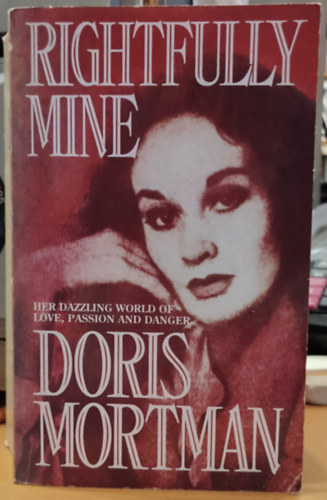 RIGHTFULLY
MINE
HER DAZZLING WORLD OF
LOVE, PASSION AND DANGER
DORIS
MORTMAN